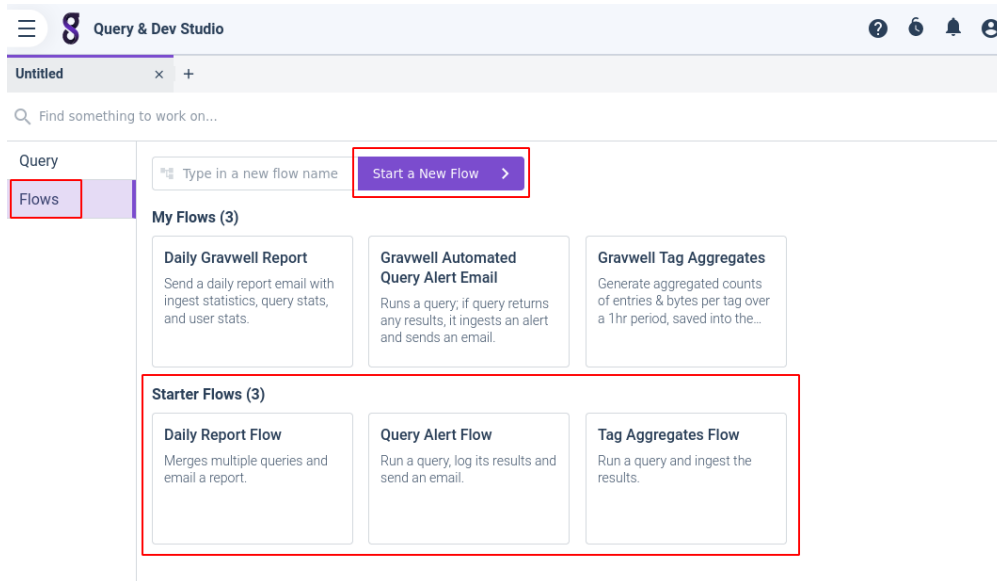 Query & Dev Studio
Untitled × +
Find something to work on...
Query
Flows
Type in a new flow name
Start a New Flow
My Flows (3)
Daily Gravwell Report
Send a daily report email with
ingest statistics, query stats,
and user stats.
Gravwell Automated
Query Alert Email
Runs a query; if query returns
any results, it ingests an alert
and sends an email.
Gravwell Tag Aggregates
Generate aggregated counts
of entries & bytes per tag over
a 1hr period, saved into the...
Starter Flows (3)
Daily Report Flow
Merges multiple queries and
email a report.
Query Alert Flow
Run a query, log its results and
send an email.
Tag Aggregates Flow
Run a query and ingest the
results.